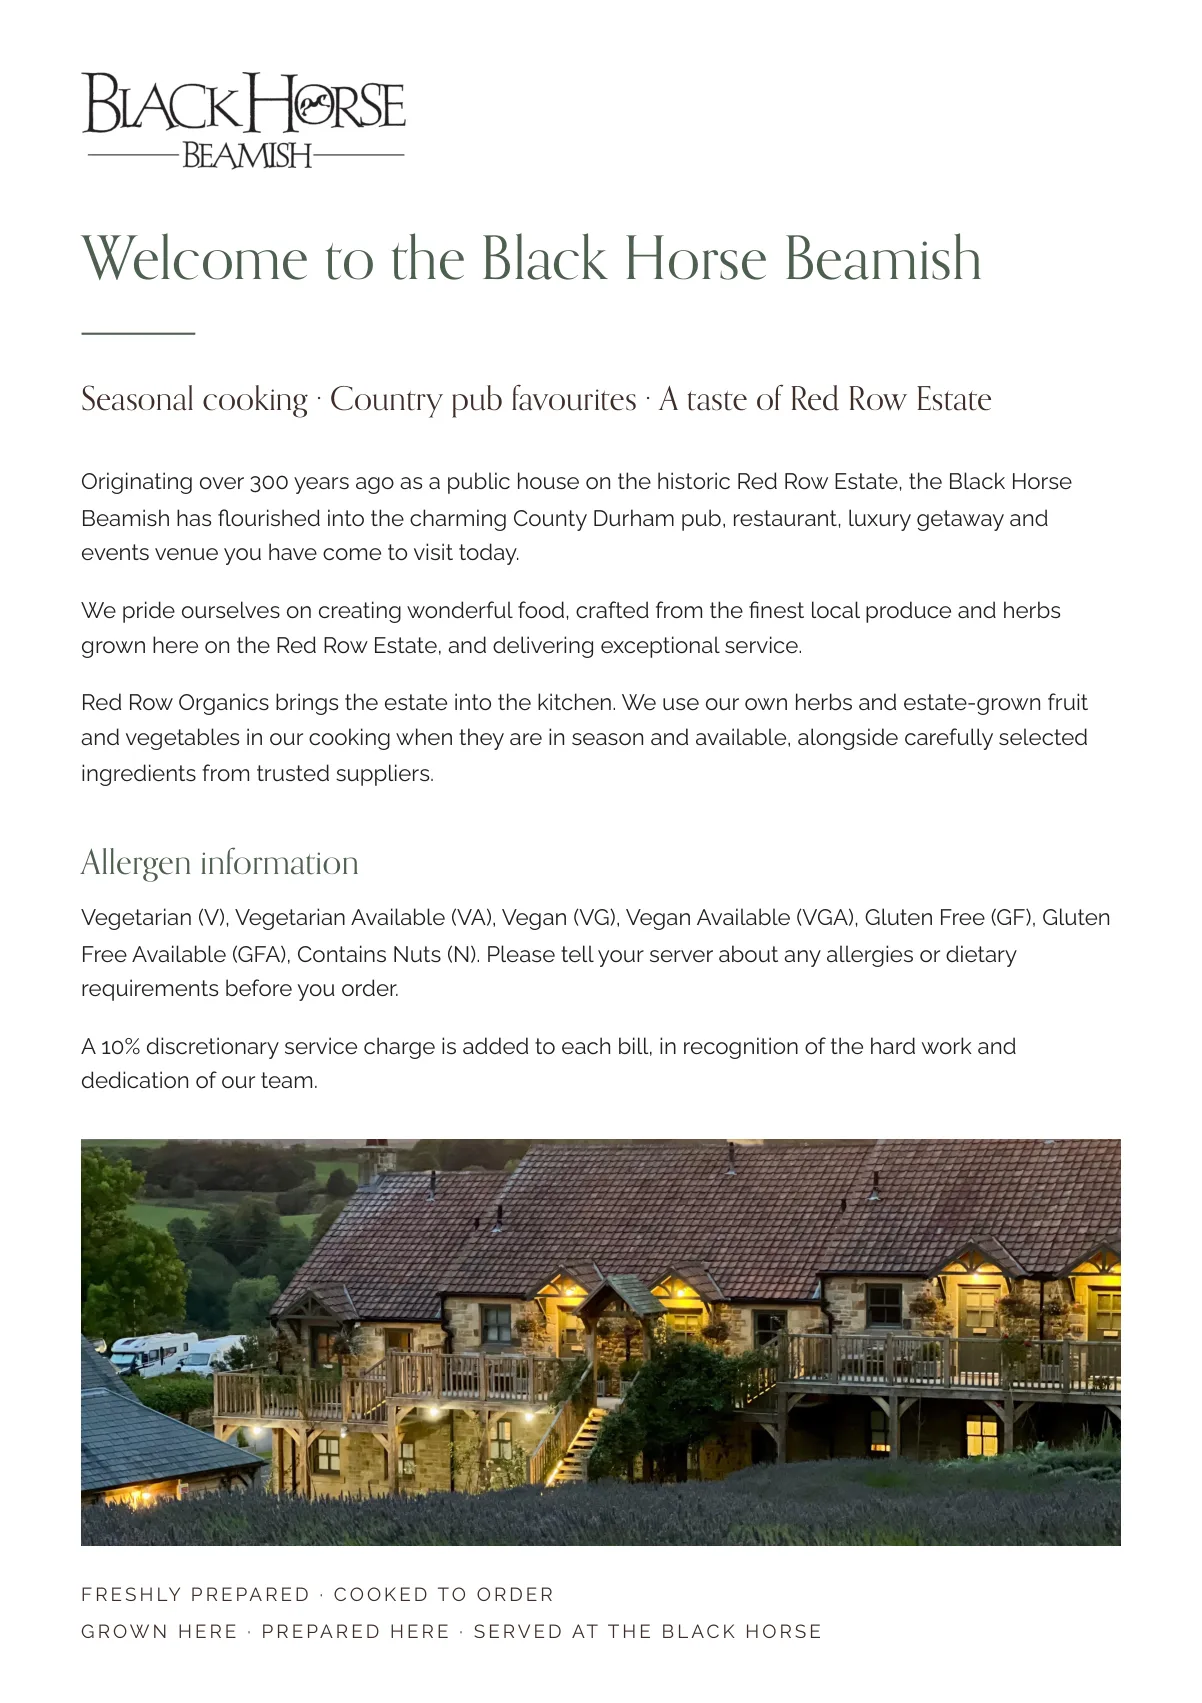 BLACK HORSE
BEAMISH
Welcome to the Black Horse Beamish
Seasonal cooking · Country pub favourites · A taste of Red Row Estate
Originating over 300 years ago as a public house on the historic Red Row Estate, the Black Horse
Beamish has flourished into the charming County Durham pub, restaurant, luxury getaway and
events venue you have come to visit today.
We pride ourselves on creating wonderful food, crafted from the finest local produce and herbs
grown here on the Red Row Estate, and delivering exceptional service.
Red Row Organics brings the estate into the kitchen. We use our own herbs and estate-grown fruit
and vegetables in our cooking when they are in season and available, alongside carefully selected
ingredients from trusted suppliers.
Allergen information
Vegetarian (V), Vegetarian Available (VA), Vegan (VG), Vegan Available (VGA), Gluten Free (GF), Gluten
Free Available (GFA), Contains Nuts (N). Please tell your server about any allergies or dietary
requirements before you order.
A 10% discretionary service charge is added to each bill, in recognition of the hard work and
dedication of our team.
FRESHLY PREPARED · COOKED TO ORDER
GROWN HERE · PREPARED HERE · SERVED AT THE BLACK HORSE